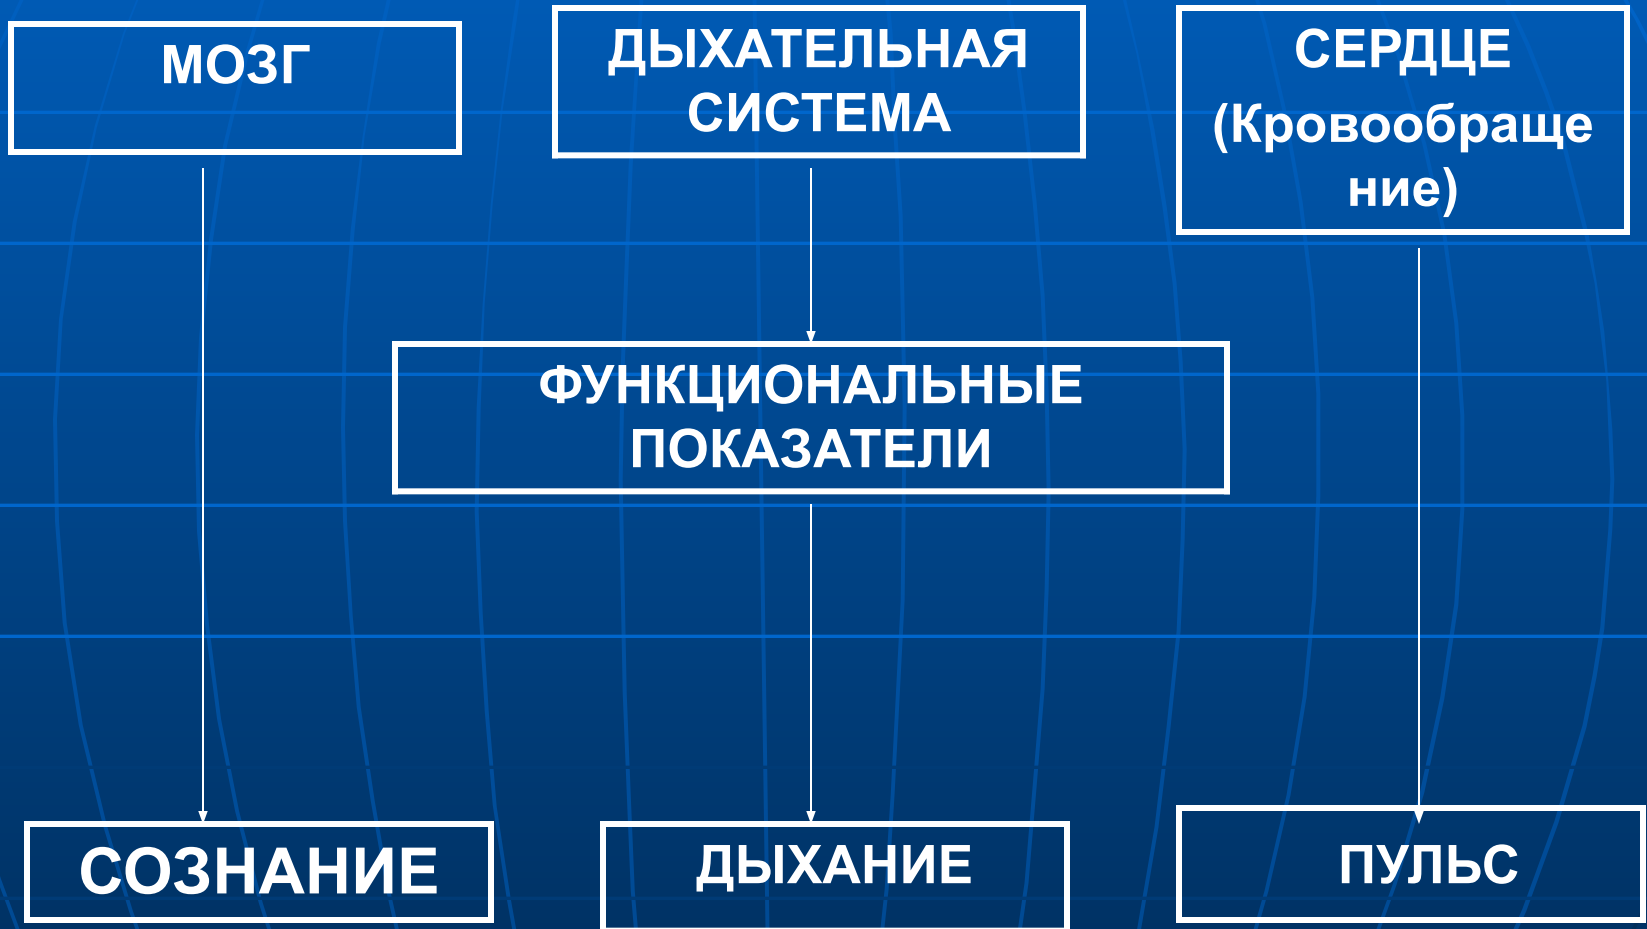 МОЗГ
ДЫХАТЕЛЬНАЯ
СИСТЕМА
СЕРДЦЕ
(Кровообраще
ние)
ФУНКЦИОНАЛЬНЫЕ
ПОКАЗАТЕЛИ
СОЗНАНИЕ
ДЫХАНИЕ
ПУЛЬС